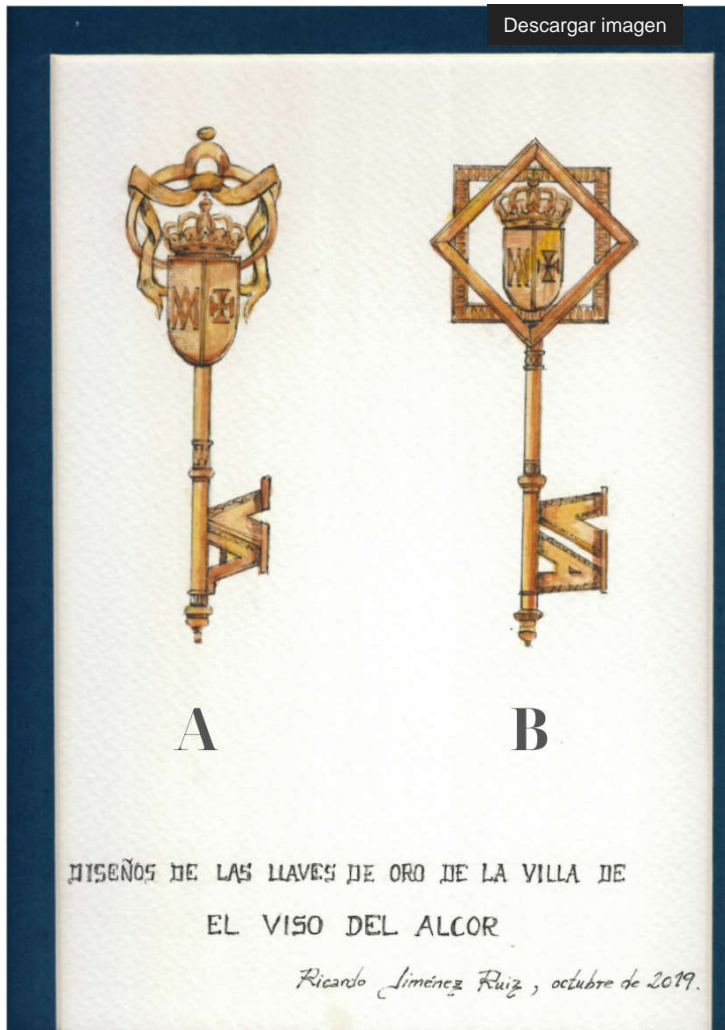 Descargar imagen
A B
DISEÑOS DE LAS LLAVES DE ORO DE LA VILLA DE
EL VISO DEL ALCOR
Ricardo Jiménez Ruiz, octubre de 2019.